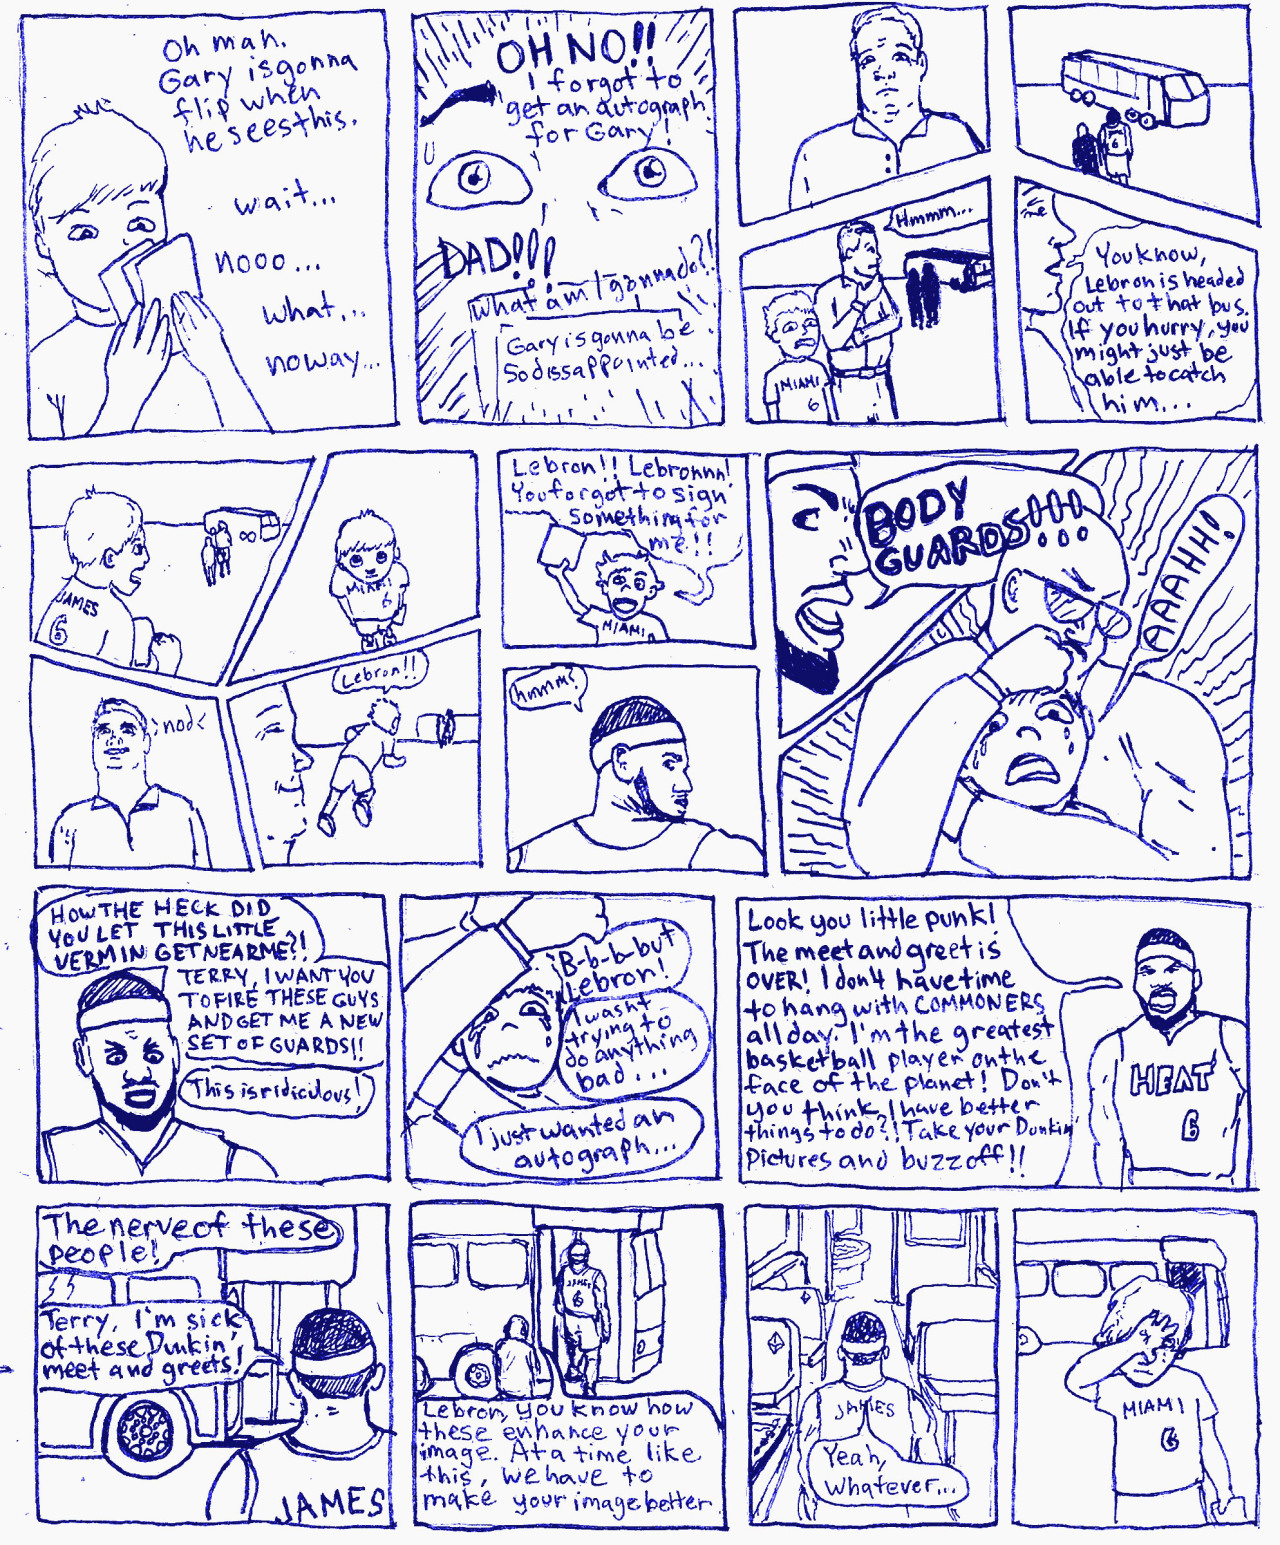 Oh mah.
Gary is gonna
flip when
he sees this.
wait...
nooo...
what...
no way...
OH NO!!
I forgot to
get an autograph
for Gary!
DAD!!!
What am I gonna do?!
Gary is gonna be
so dissappointed...
6
Hmmm...
MIAMI
6
You know,
Lebron is headed
out to that bus.
If you hurry, you
might just be
able to catch
him...
JAMES
6
MIAMI
6
nod
Lebron!!
Lebron!! Lebronnn!
You forgot to sign
something for
me!!
MIAMI
hmmm?
BODY
GUARDS!!!
AAAHH!
HOW THE HECK DID
YOU LET THIS LITTLE
VERMIN GET NEAR ME?!
TERRY, I WANT YOU
TO FIRE THESE GUYS
AND GET ME A NEW
SET OF GUARDS!!
This is ridiculous!
B-b-b-but
Lebron!
I wasn't
trying to
do anything
bad...
I just wanted an
autograph...
Look you little punk!
The meet and greet is
OVER! I don't have time
to hang with COMMONERS
all day. I'm the greatest
basketball player on the
face of the planet! Don't
you think I have better
things to do?! Take your Dunkin'
Pictures and buzz off!!
HEAT
6
The nerve of these
people!
Terry, I'm sick
of these Dunkin'
meet and greets!
JAMES
JAMES
6
Lebron, you know how
these enhance your
image. At a time like
this, we have to
make your image better
JAMES
Yeah,
whatever...
MIAMI
6